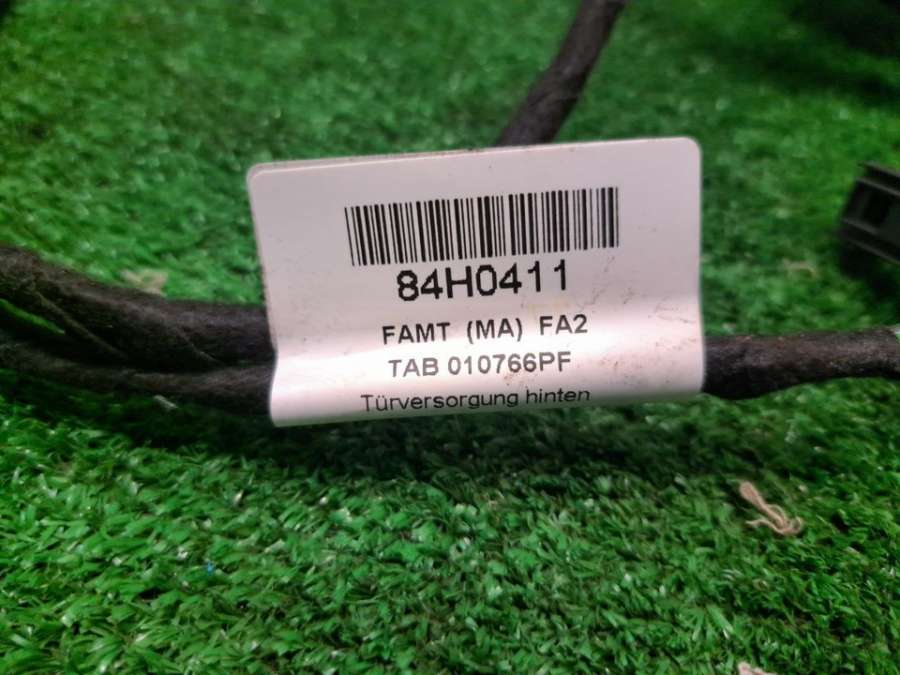 84H0411
FAMT (MA) FA2
TAB 010766PF
Türversorgung hinten